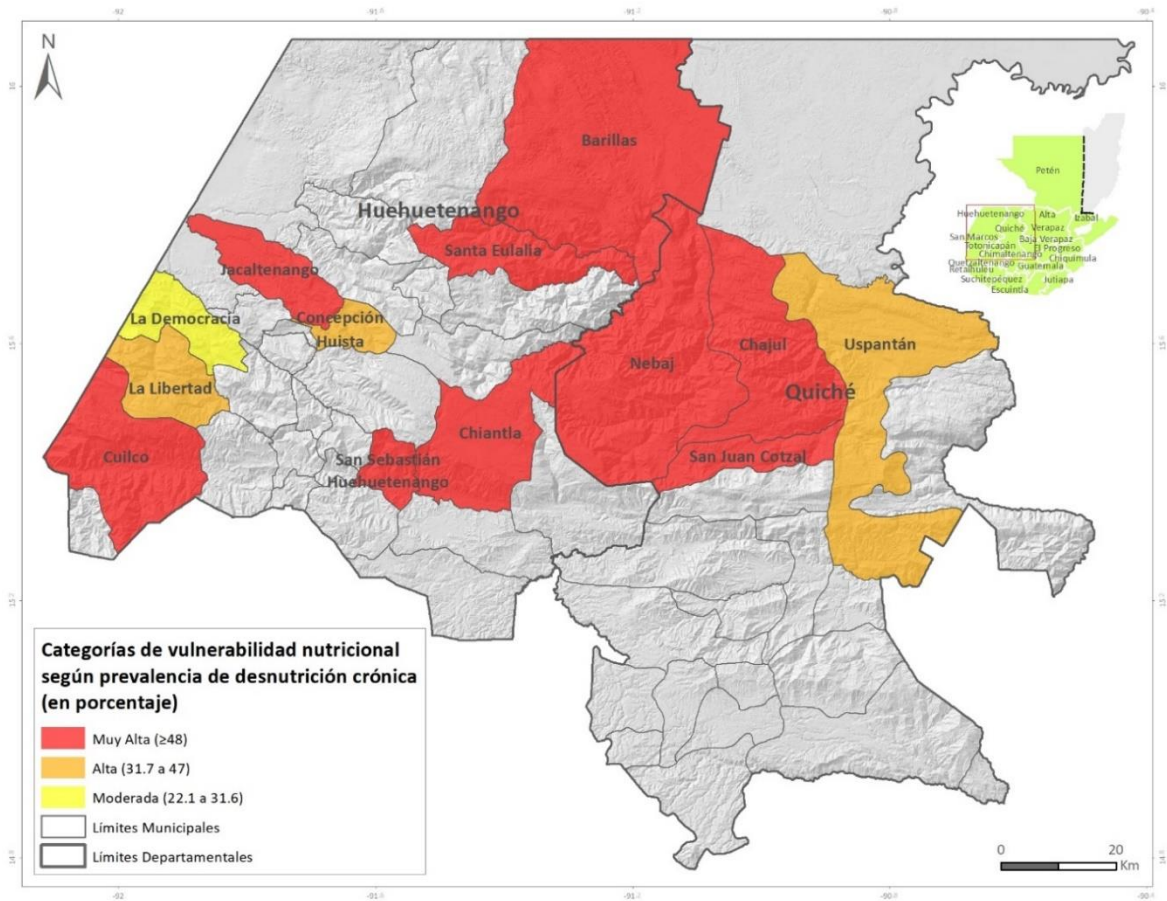 -92
N
Barillas
Huehuetenango
Santa Eulalia
Jacaltenango
La Democracia
Concepción
Huista
La Libertad
Nebaj
Chajul
Uspantán
Quiché
Chiantla
Cuilco
San Sebastián
Huehuetenango
San Juan Cotzal
Petén
Huehuetenango
Alta
Verapaz
Izabal
Quiché
San Marcos
Baja Verapaz
Totonicapán
El Progreso
Chimaltenango
Chiquimula
Quetzaltenango
Guatemala
Retalhuleu
Suchitepéquez
Jutiapa
Escuintla
Categorías de vulnerabilidad nutricional
según prevalencia de desnutrición crónica
(en porcentaje)
Muy Alta (≥48)
Alta (31.7 a 47)
Moderada (22.1 a 31.6)
Límites Municipales
Límites Departamentales
0 20
Km
-92